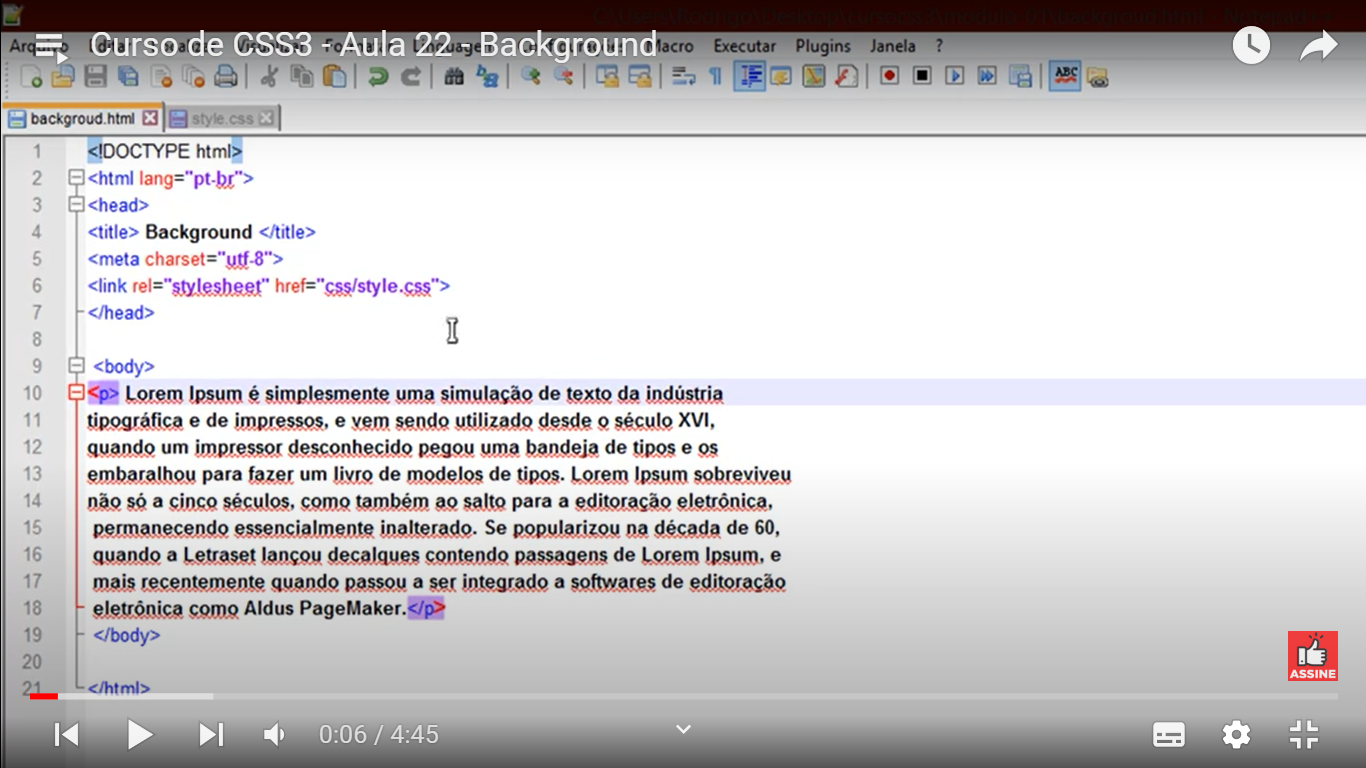 Curso de CSS3 - Aula 22 - Background
Macro Executar Plugins Janela ?
ABC
backgroud.html style.css
1 <!DOCTYPE html>
2 <html lang="pt-br">
3 <head>
4 <title> Background </title>
5 <meta charset="utf-8">
6 <link rel="stylesheet" href="css/style.css">
7 </head>
8
9 <body>
10 <p> Lorem Ipsum é simplesmente uma simulação de texto da indústria
11 tipográfica e de impressos, e vem sendo utilizado desde o século XVI,
12 quando um impressor desconhecido pegou uma bandeja de tipos e os
13 embaralhou para fazer um livro de modelos de tipos. Lorem Ipsum sobreviveu
14 não só a cinco séculos, como também ao salto para a editoração eletrônica,
15 permanecendo essencialmente inalterado. Se popularizou na década de 60,
16 quando a Letraset lançou decalques contendo passagens de Lorem Ipsum, e
17 mais recentemente quando passou a ser integrado a softwares de editoração
18 eletrônica como Aldus PageMaker.</p>
19 </body>
20
21 </html>
ASSINE
0:06 / 4:45